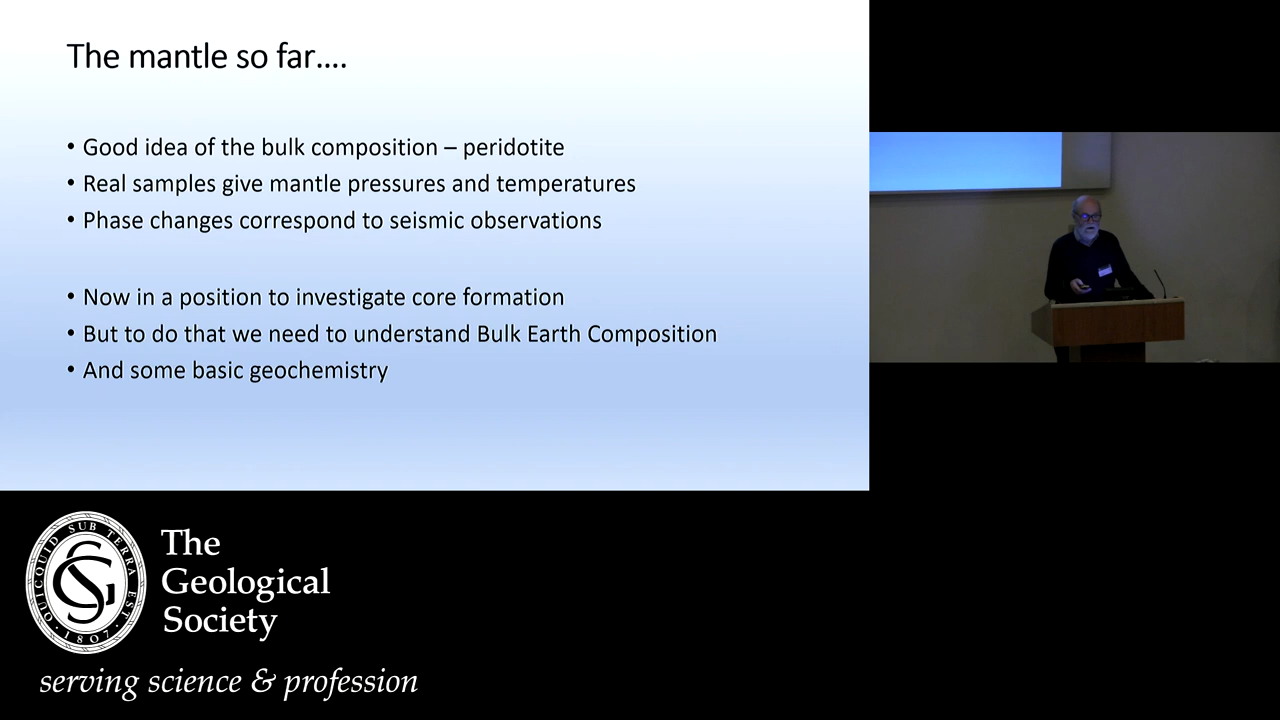 The mantle so far....
• Good idea of the bulk composition – peridotite
• Real samples give mantle pressures and temperatures
• Phase changes correspond to seismic observations
• Now in a position to investigate core formation
• But to do that we need to understand Bulk Earth Composition
• And some basic geochemistry
QUICQUID SUB TERRA EST
· 1807 ·
The
Geological
Society
serving science & profession